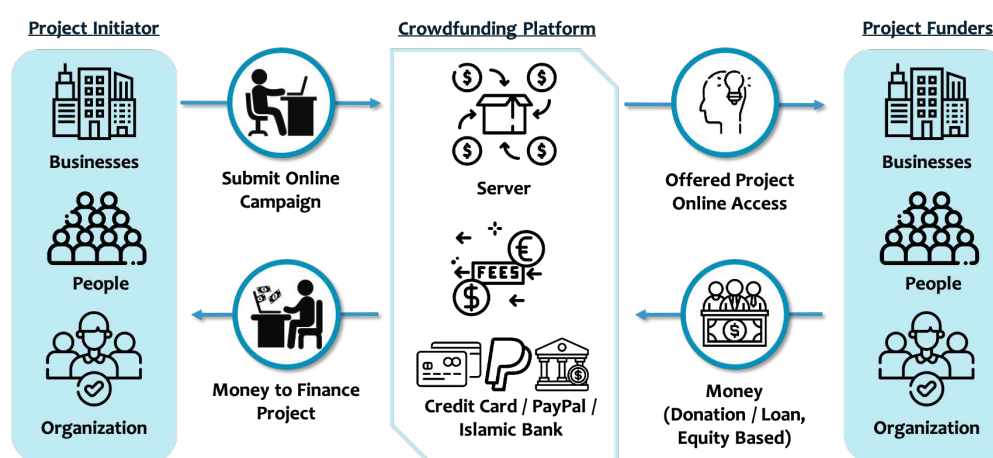 Project Initiator
Crowdfunding Platform
Project Funders
Businesses
People
Organization
Submit Online
Campaign
Money to Finance
Project
Server
FEES
Credit Card / PayPal /
Islamic Bank
Offered Project
Online Access
Money
(Donation / Loan,
Equity Based)
Businesses
People
Organization